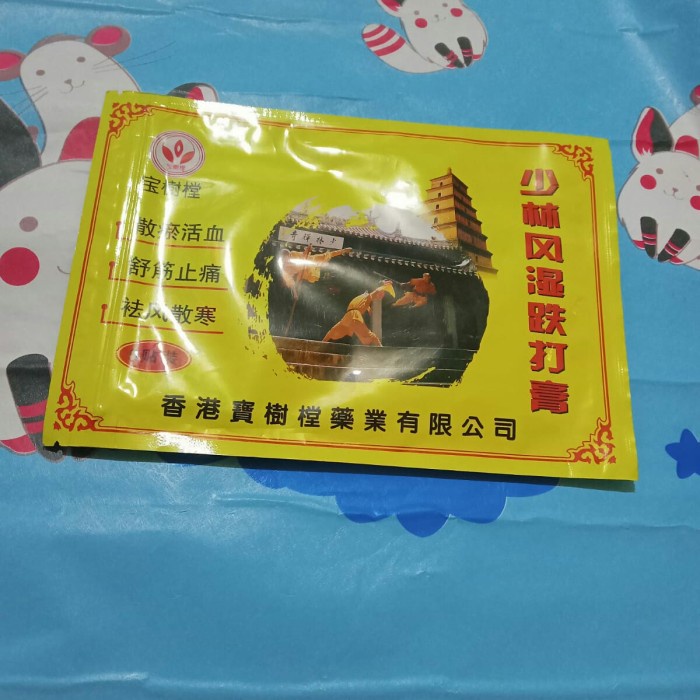 宝樹樘
散瘀活血
舒筋止痛
祛风散寒
少林风湿跌打膏
香港寶樹樘藥業有限公司